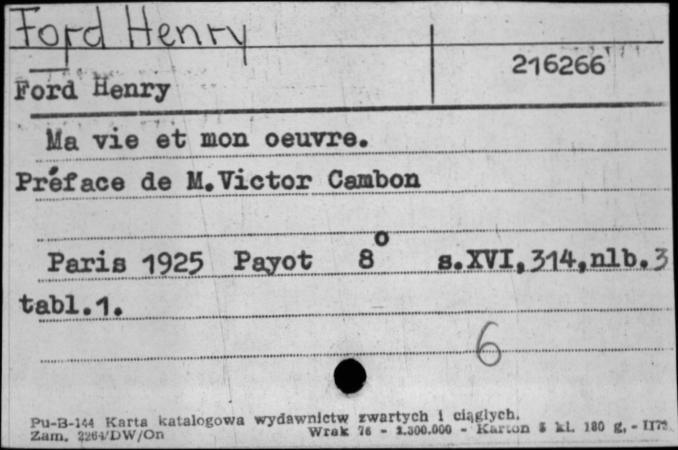 Ford Henry
216266
Ford Henry
Ma vie et mon oeuvre.
Préface de M.Victor Cambon
Paris 1925 Payot 8° s.XVI,314,nlb.3
tabl.1.
6
Pu-B-144 Karta katalogowa wydawnictw zwartych i ciągłych.
Zam. 2264/DW/On Wrak 76 - 1.300.000 - Karton kl. 180 g. -